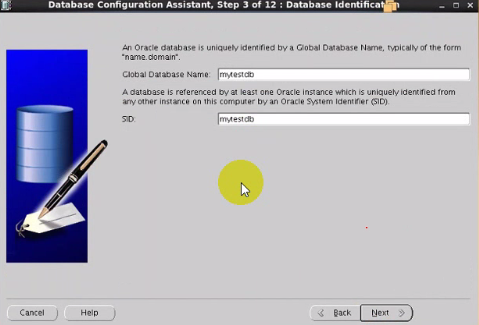 Database Configuration Assistant, Step 3 of 12 : Database Identification
An Oracle database is uniquely identified by a Global Database Name, typically of the form
"name.domain".
Global Database Name: mytestdb
A database is referenced by at least one Oracle instance which is uniquely identified from
any other instance on this computer by an Oracle System Identifier (SID).
SID: mytestdb
Cancel Help Back Next